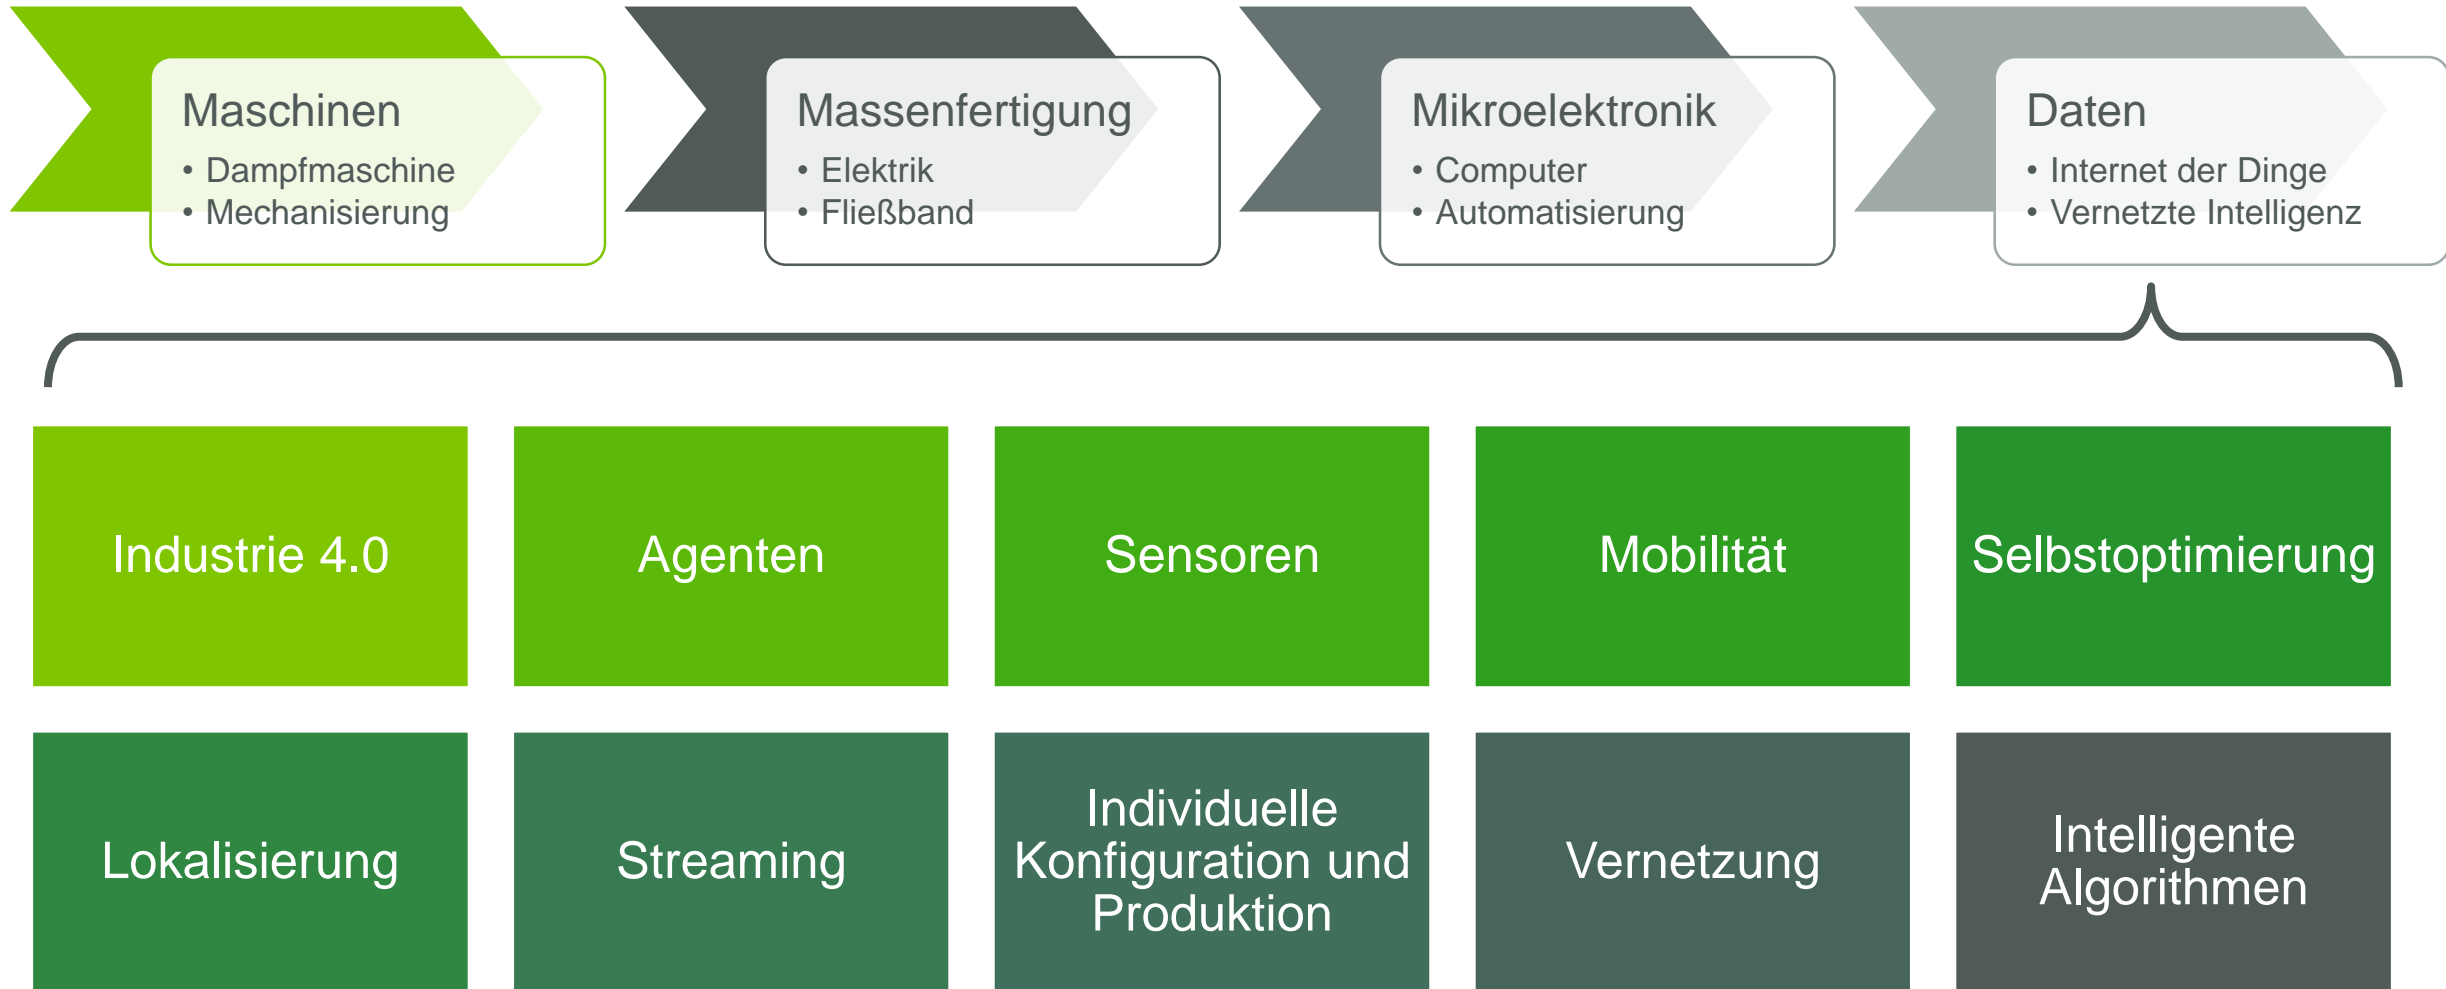 Maschinen
• Dampfmaschine
• Mechanisierung
Massenfertigung
• Elektrik
• Fließband
Mikroelektronik
• Computer
• Automatisierung
Daten
• Internet der Dinge
• Vernetzte Intelligenz
Industrie 4.0
Agenten
Sensoren
Mobilität
Selbstoptimierung
Lokalisierung
Streaming
Individuelle
Konfiguration und
Produktion
Vernetzung
Intelligente
Algorithmen